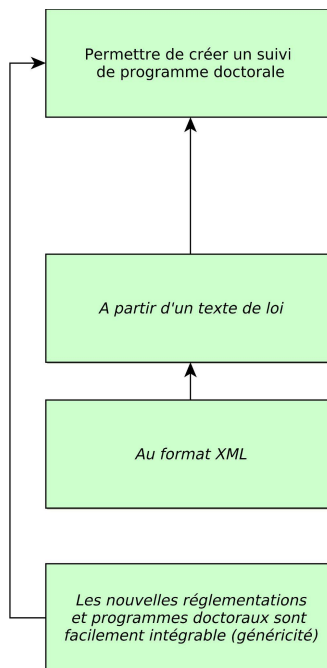 Permettre de créer un suivi
de programme doctorale
A partir d'un texte de loi
Au format XML
Les nouvelles réglementations
et programmes doctoraux sont
facilement intégrable (généricité)